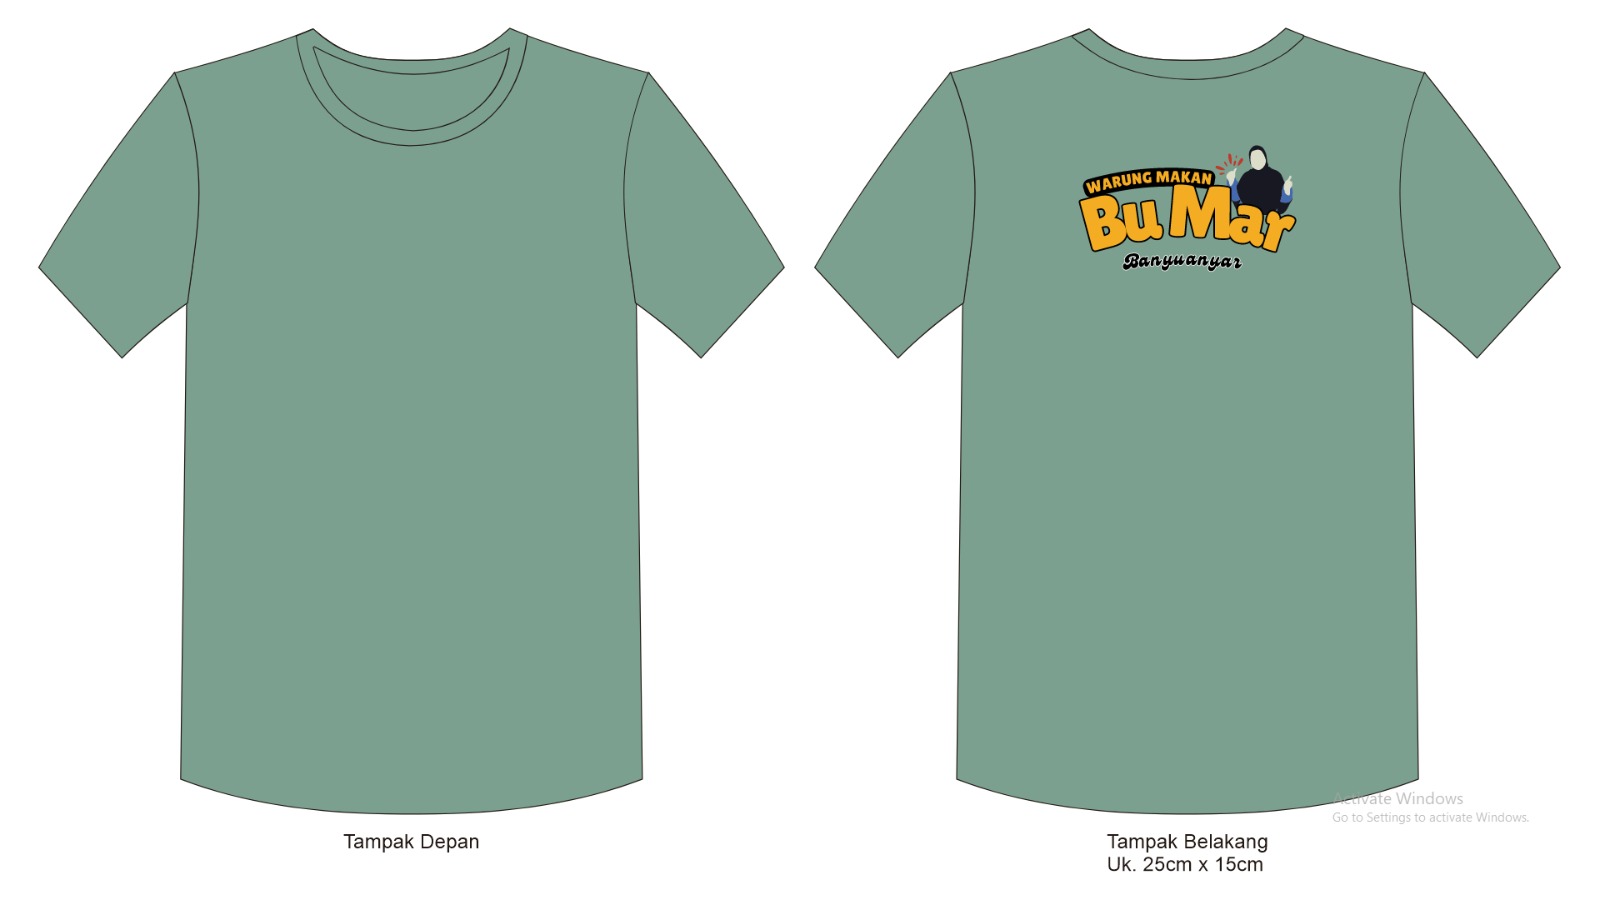 WARUNG MAKAN
Bu Mar
Banyuanyar
Activate Windows
Go to Settings to activate Windows.
Tampak Depan
Tampak Belakang
Uk. 25cm x 15cm